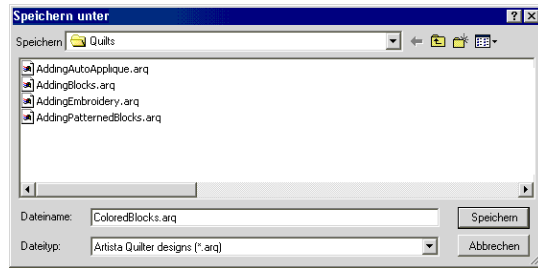 Speichern unter
Speichern Quilts
AddingAutoApplique.arq
AddingBlocks.arq
AddingEmbroidery.arq
AddingPatternedBlocks.arq
Dateiname: ColoredBlocks.arq Speichern
Dateityp: Artista Quilter designs (*.arq) Abbrechen